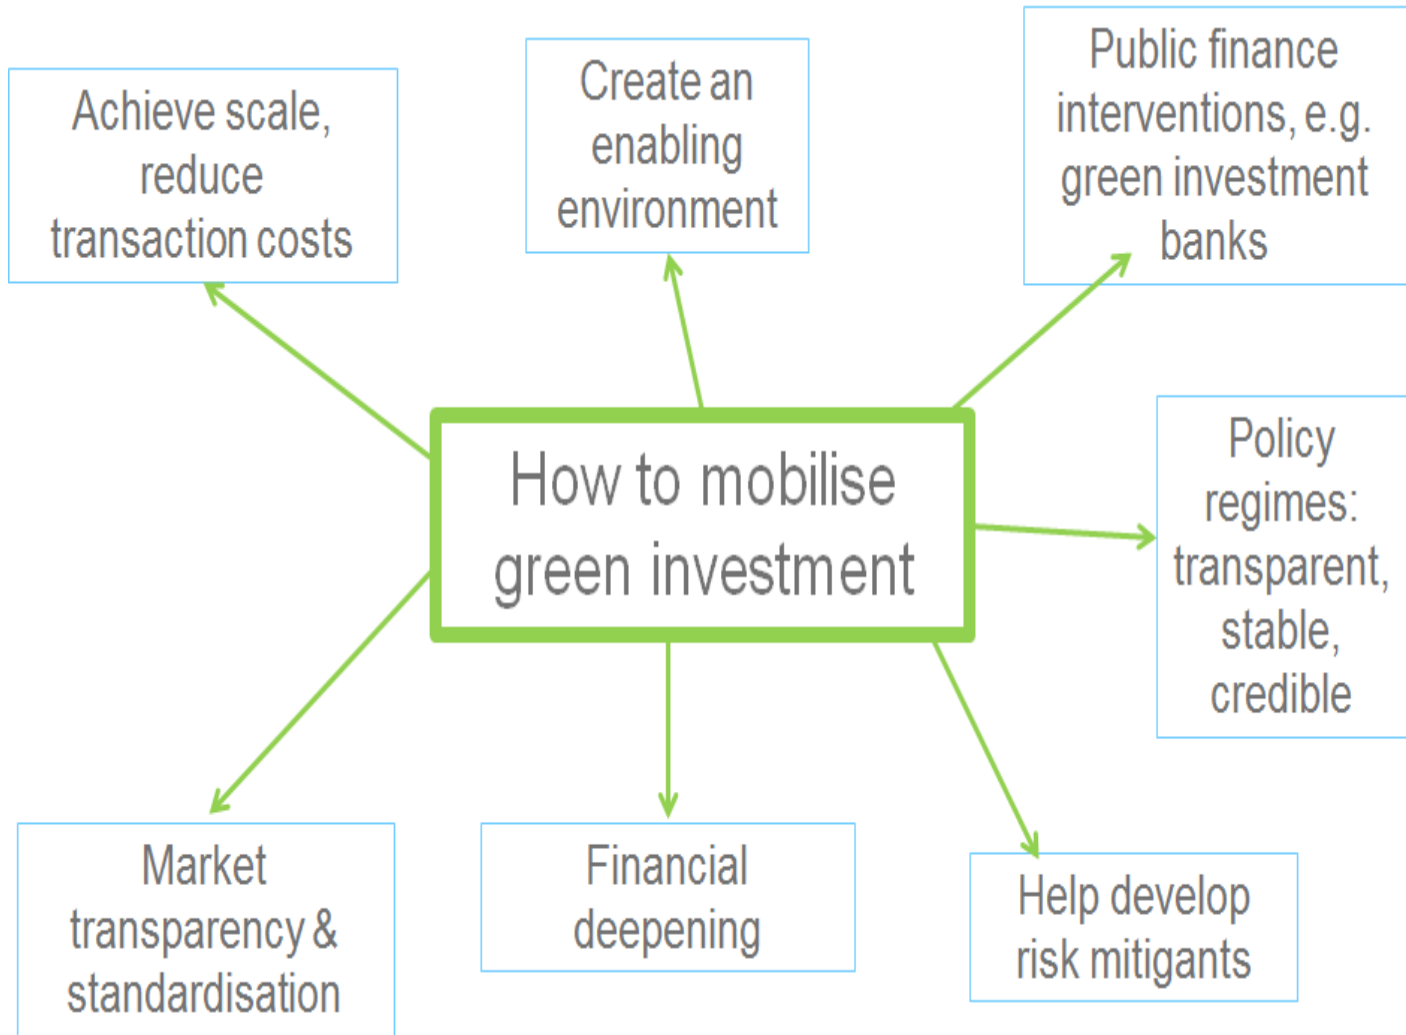 Achieve scale,
reduce
transaction costs
Create an
enabling
environment
Public finance
interventions, e.g.
green investment
banks
How to mobilise
green investment
Policy
regimes:
transparent,
stable,
credible
Market
transparency &
standardisation
Financial
deepening
Help develop
risk mitigants